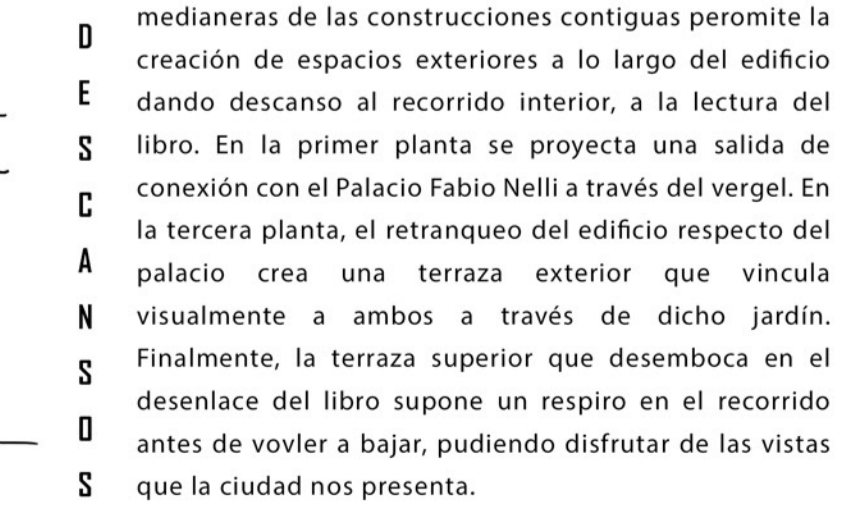 DESCANSOS
medianeras de las construcciones contiguas peromite la
creación de espacios exteriores a lo largo del edificio
dando descanso al recorrido interior, a la lectura del
libro. En la primer planta se proyecta una salida de
conexión con el Palacio Fabio Nelli a través del vergel. En
la tercera planta, el retranqueo del edificio respecto del
palacio crea una terraza exterior que vincula
visualmente a ambos a través de dicho jardín.
Finalmente, la terraza superior que desemboca en el
desenlace del libro supone un respiro en el recorrido
antes de vovler a bajar, pudiendo disfrutar de las vistas
que la ciudad nos presenta.